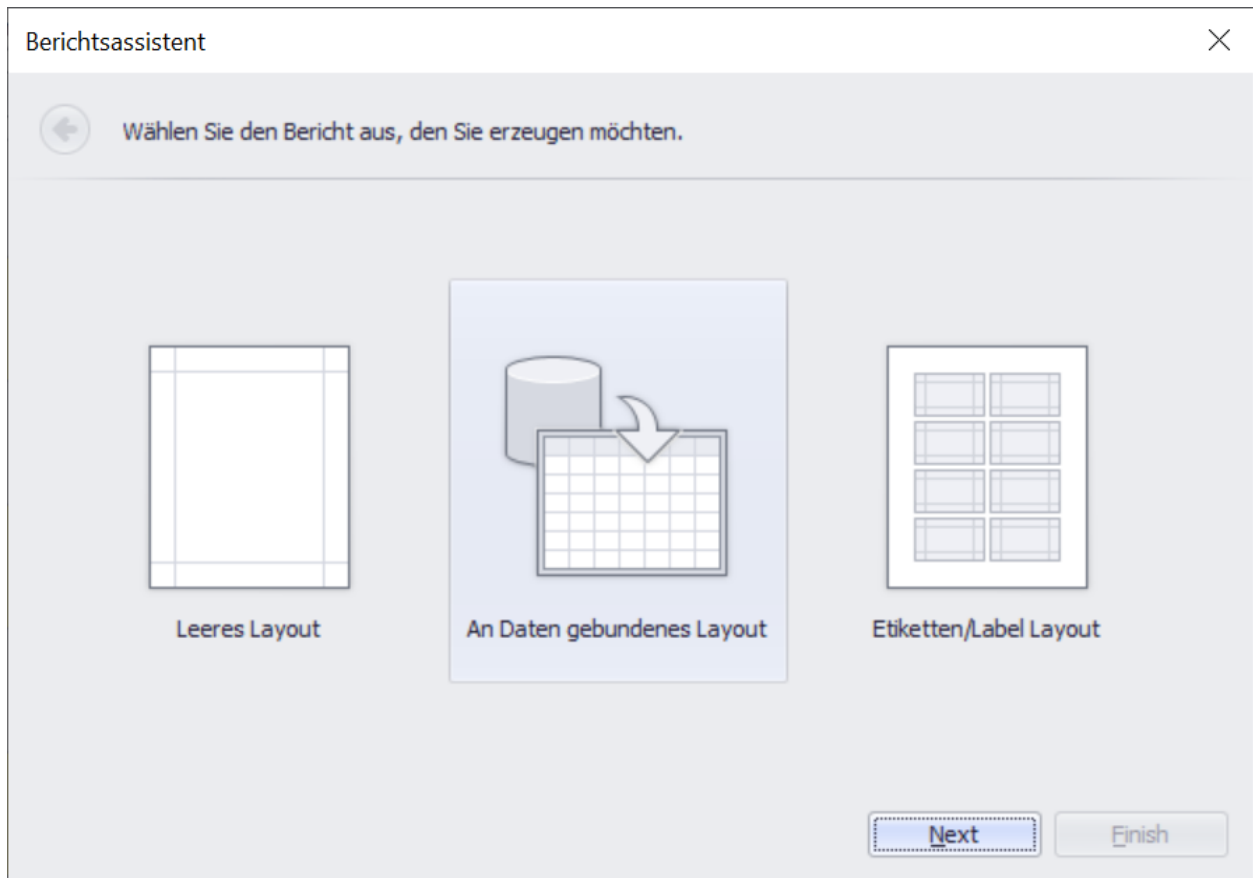 Berichtsassistent
Wählen Sie den Bericht aus, den Sie erzeugen möchten.
Leeres Layout
An Daten gebundenes Layout
Etiketten/Label Layout
Next
Finish